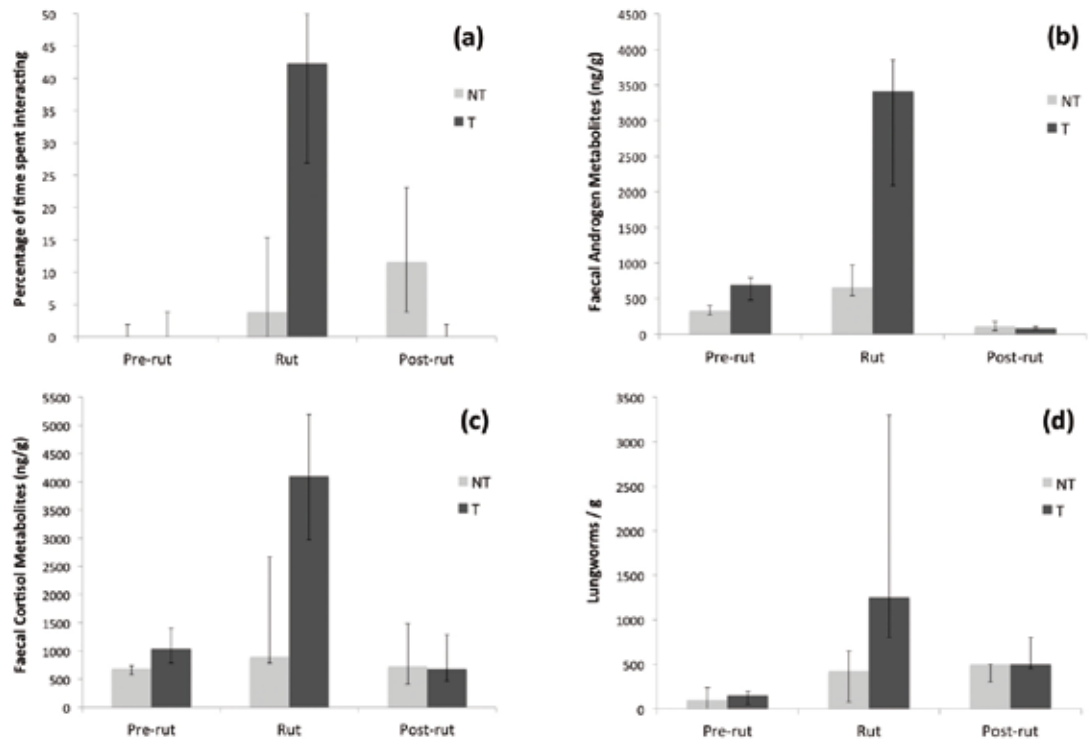 (a)
Percentage of time spent interacting
50
45
40
35
30
25
20
15
10
5
0
NT
T
Pre-rut Rut Post-rut
(b)
Faecal Androgen Metabolites (ng/g)
4500
4000
3500
3000
2500
2000
1500
1000
500
0
NT
T
Pre-rut Rut Post-rut
(c)
Faecal Cortisol Metabolites (ng/g)
5500
5000
4500
4000
3500
3000
2500
2000
1500
1000
500
0
NT
T
Pre-rut Rut Post-rut
(d)
Lungworms / g
3500
3000
2500
2000
1500
1000
500
0
NT
T
Pre-rut Rut Post-rut